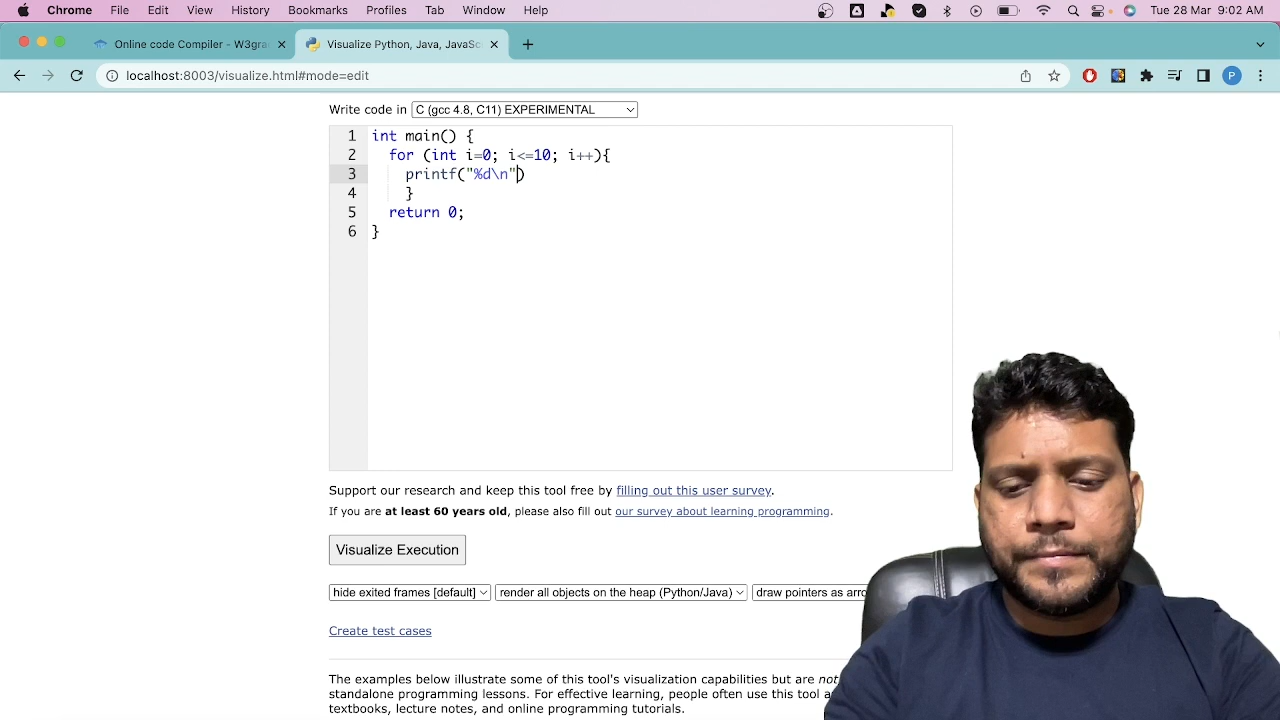 Chrome File Edit View History Bookmarks Profiles Tab Window Help Tue 28 Mar 9:02 AM
Online code Compiler - W3gra Visualize Python, Java, JavaSc
localhost:8003/visualize.html#mode=edit P
Write code in C (gcc 4.8, C11) EXPERIMENTAL
1 int main() {
2 for (int i=0; i<=10; i++){
3 printf("%d\n")
4 }
5 return 0;
6 }
Support our research and keep this tool free by filling out this user survey.
If you are at least 60 years old, please also fill out our survey about learning programming.
Visualize Execution
hide exited frames [default] render all objects on the heap (Python/Java) draw pointers as arro
Create test cases
The examples below illustrate some of this tool's visualization capabilities but are not
standalone programming lessons. For effective learning, people often use this tool a
textbooks, lecture notes, and online programming tutorials.